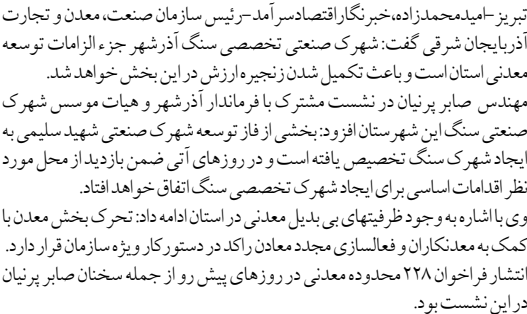 تبریز-امیدمحمدزاده،خبرنگاراقتصادسرآمد-رئیس سازمان صنعت، معدن و تجارت
آذربایجان شرقی گفت: شهرک صنعتی تخصصی سنگ آذرشهر جزء الزامات توسعه
معدنی استان است و باعث تکمیل شدن زنجیره ارزش در این بخش خواهد شد.
مهندس صابر پرنیان در نشست مشترک با فرماندار آذرشهر و هیات موسس شهرک
صنعتی سنگ این شهرستان افزود: بخشی از فاز توسعه شهرک صنعتی شهید سلیمی به
ایجاد شهرک سنگ تخصیص یافته است و در روزهای آتی ضمن بازدید از محل مورد
نظر اقدامات اساسی برای ایجاد شهرک تخصصی سنگ اتفاق خواهد افتاد.
وی با اشاره به وجود ظرفیتهای بی بدیل معدنی در استان ادامه داد: تحرک بخش معدن با
کمک به معدنکاران و فعالسازی مجدد معادن راکد در دستور کار ویژه سازمان قرار دارد.
انتشار فراخوان ۲۲۸ محدوده معدنی در روزهای پیش رو از جمله سخنان صابر پرنیان
در این نشست بود.